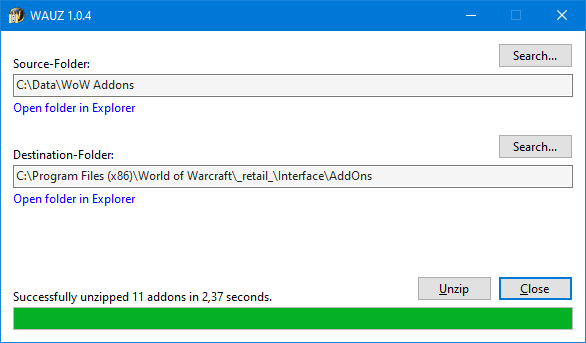 WAUZ 1.0.4
Search...
Source-Folder:
C:\Data\WoW Addons
Open folder in Explorer
Search...
Destination-Folder:
C:\Program Files (x86)\World of Warcraft\_retail_\Interface\AddOns
Open folder in Explorer
Unzip
Close
Successfully unzipped 11 addons in 2,37 seconds.